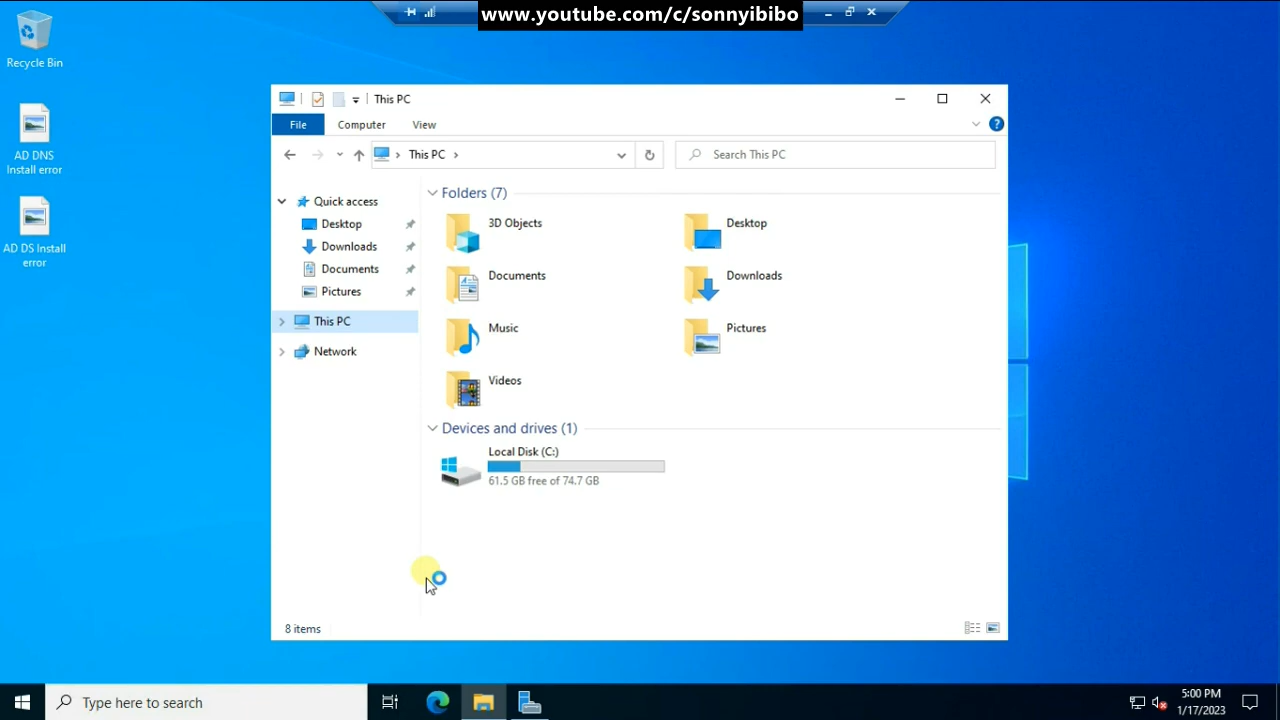 www.youtube.com/c/sonnyibibo
Recycle Bin
AD DNS
Install error
AD DS Install
error
This PC
File
Computer
View
This PC
Search This PC
Quick access
Desktop
Downloads
Documents
Pictures
This PC
Network
Folders (7)
3D Objects
Desktop
Documents
Downloads
Music
Pictures
Videos
Devices and drives (1)
Local Disk (C:)
61.5 GB free of 74.7 GB
8 items
Type here to search
5:00 PM
1/17/2023